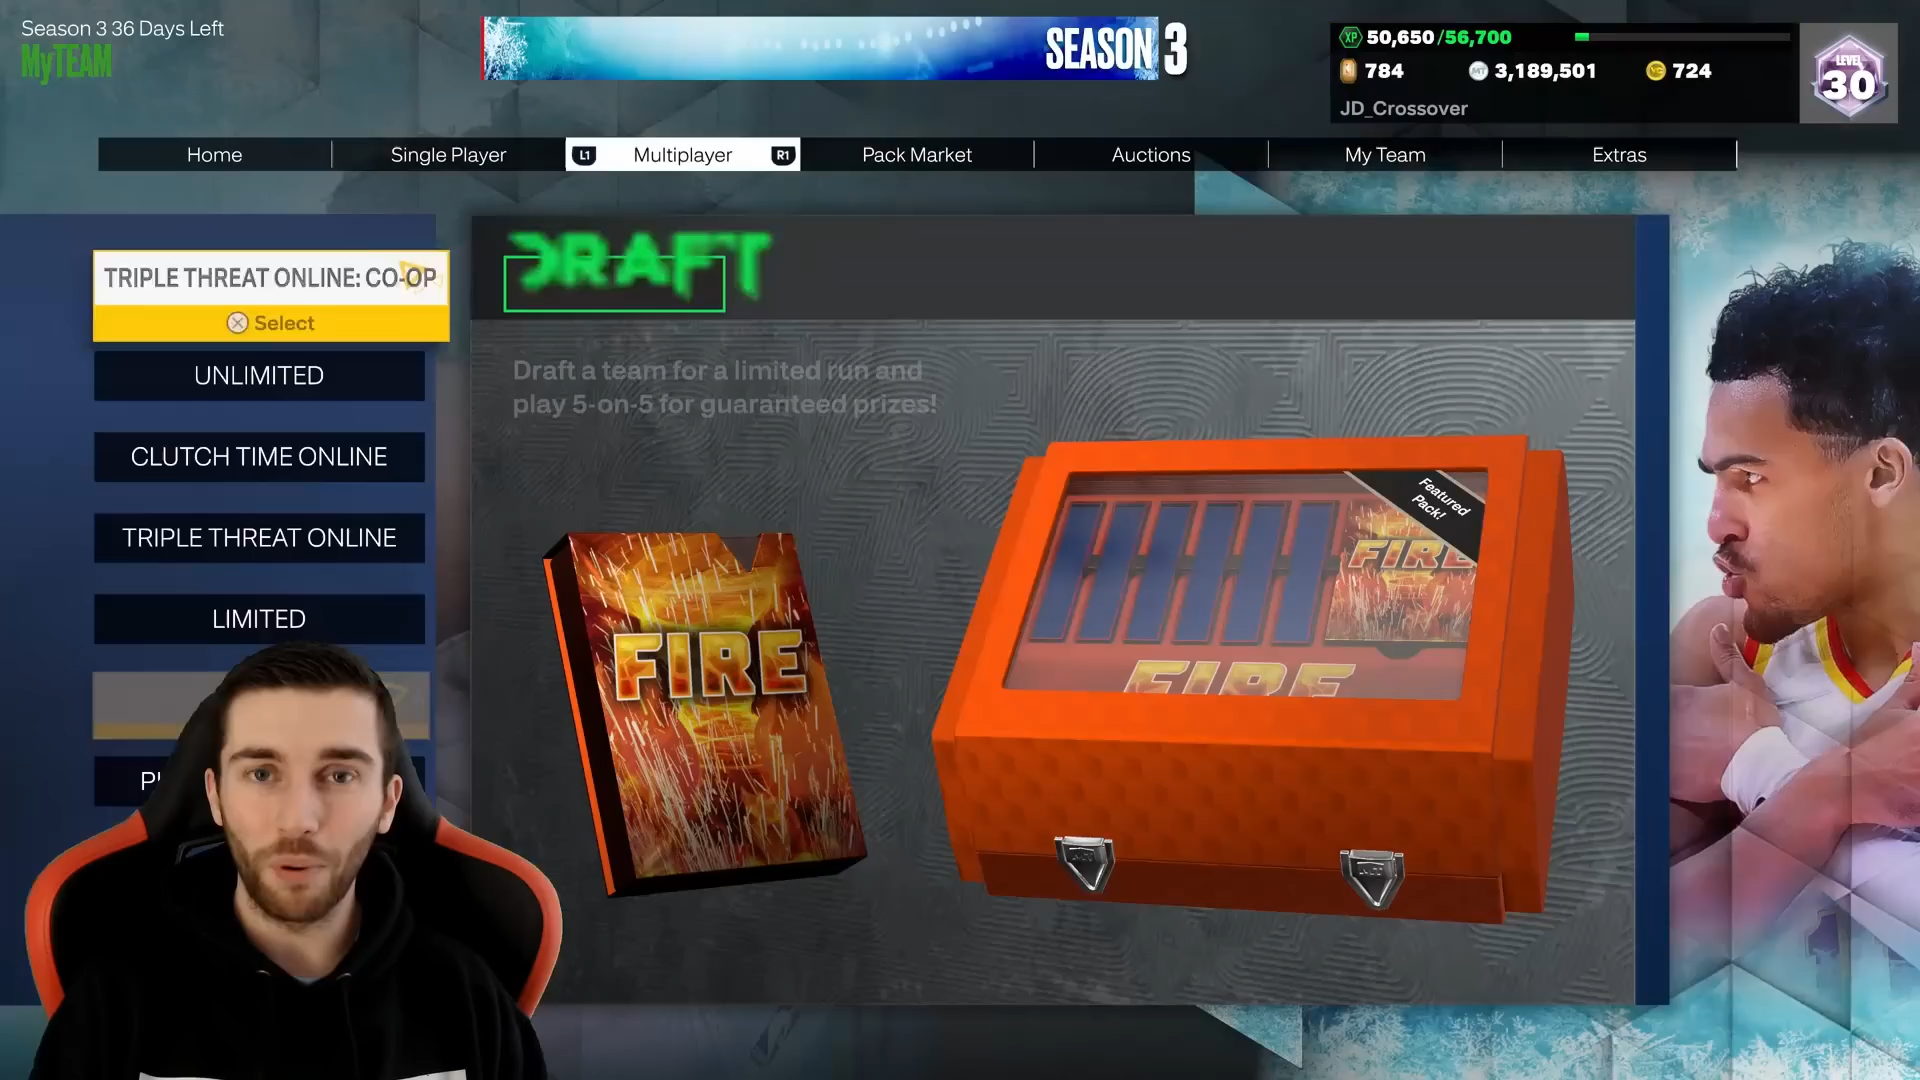 Season 3 36 Days Left
MyTEAM
SEASON 3
XP 50,650 /56,700
784 MT 3,189,501 VC 724
JD_Crossover
LEVEL
30
Home Single Player L1 Multiplayer R1 Pack Market Auctions My Team Extras
TRIPLE THREAT ONLINE: CO-OP
Select
UNLIMITED
CLUTCH TIME ONLINE
TRIPLE THREAT ONLINE
LIMITED
DRAFT
Draft a team for a limited run and
play 5-on-5 for guaranteed prizes!
FIRE
Featured
Pack!
FIRE
FIRE